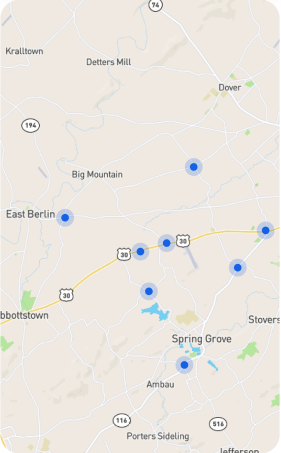 74
Kralltown
Detters Mill
Dover
194
Big Mountain
East Berlin
30
30
30
bbottstown
Stovers
Spring Grove
Ambau
116
516
Porters Sideling
Jefferson